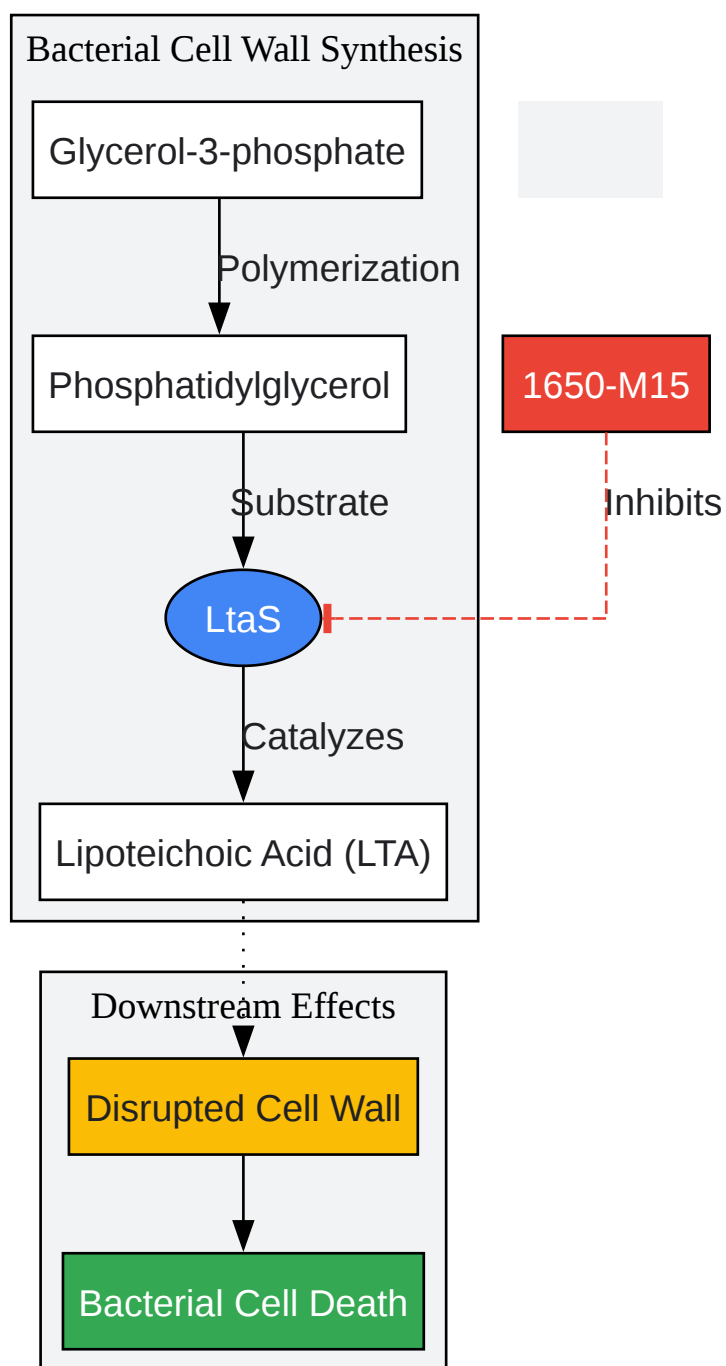 Bacterial Cell Wall Synthesis
Glycerol-3-phosphate
Polymerization
Phosphatidylglycerol
1650-M15
Substrate
Inhibits
LtaS
Catalyzes
Lipoteichoic Acid (LTA)
Downstream Effects
Disrupted Cell Wall
Bacterial Cell Death